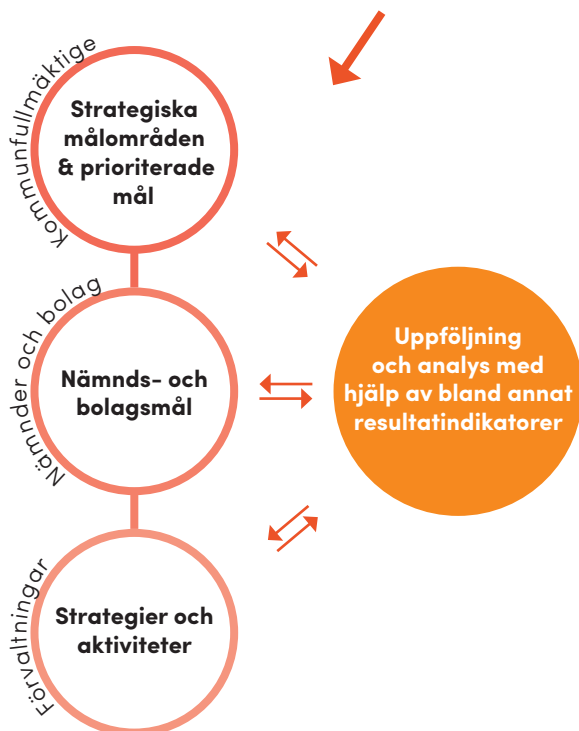 Kommunfullmäktige
Strategiska
målområden
& prioriterade
mål
Nämnder och bolag
Nämnds- och
bolagsmål
Uppföljning
och analys med
hjälp av bland annat
resultatindikatorer
Förvaltningar
Strategier och
aktiviteter